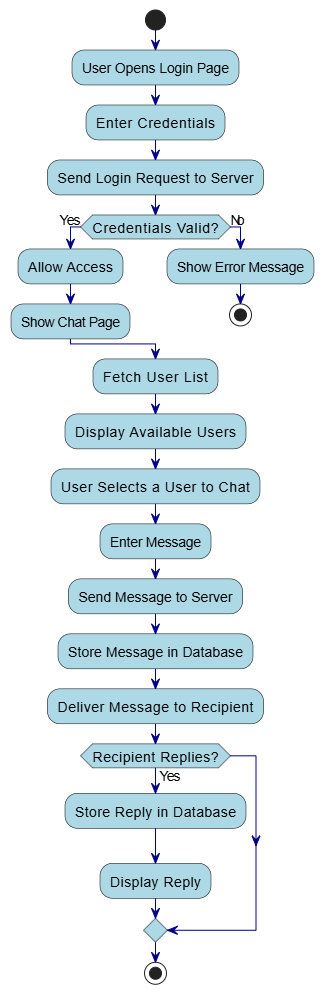 User Opens Login Page
Enter Credentials
Send Login Request to Server
Yes
Credentials Valid?
No
Allow Access
Show Error Message
Show Chat Page
Fetch User List
Display Available Users
User Selects a User to Chat
Enter Message
Send Message to Server
Store Message in Database
Deliver Message to Recipient
Recipient Replies?
Yes
Store Reply in Database
Display Reply